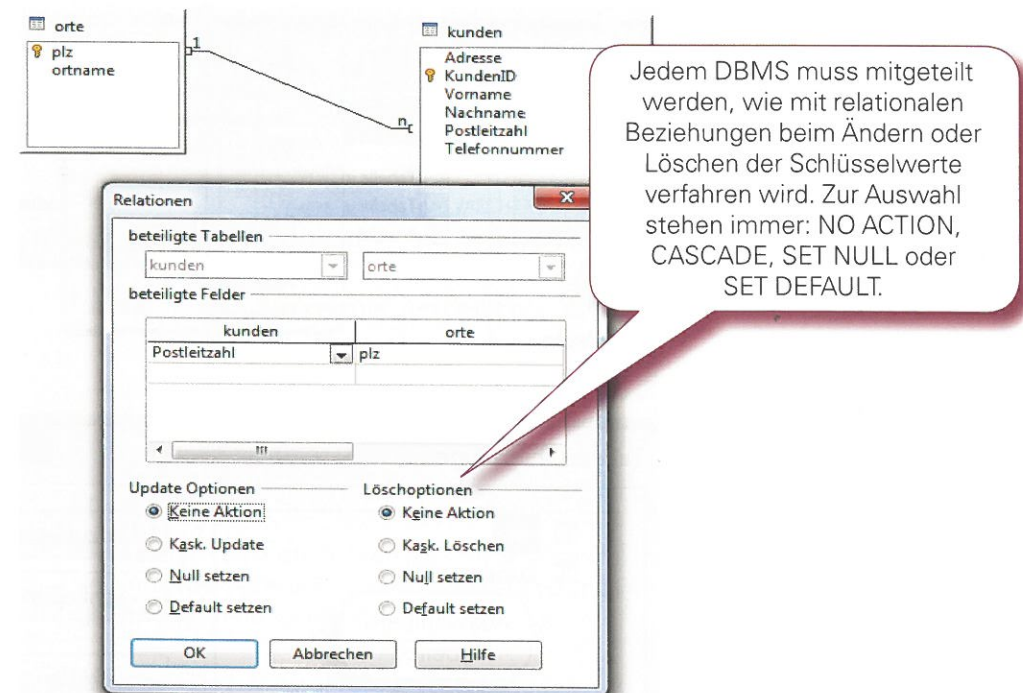 orte
plz
ortname
1
n
kunden
Adresse
KundenID
Vorname
Nachname
Postleitzahl
Telefonnummer
Jedem DBMS muss mitgeteilt
werden, wie mit relationalen
Beziehungen beim Ändern oder
Löschen der Schlüsselwerte
verfahren wird. Zur Auswahl
stehen immer: NO ACTION,
CASCADE, SET NULL oder
SET DEFAULT.
Relationen
beteiligte Tabellen
kunden orte
beteiligte Felder
kunden orte
Postleitzahl plz
Update Optionen Löschoptionen
Keine Aktion Keine Aktion
Kask. Update Kask. Löschen
Null setzen Null setzen
Default setzen Default setzen
OK Abbrechen Hilfe